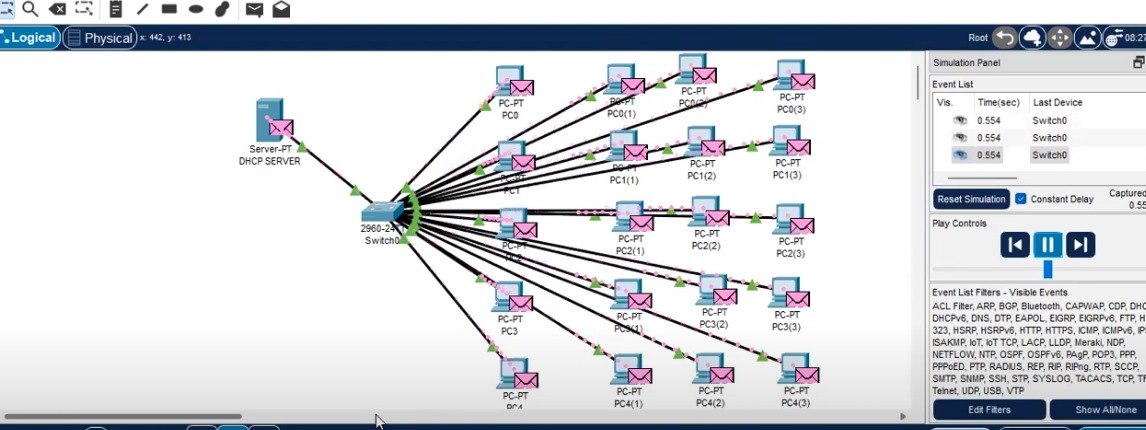 Logical
Physical
x: 442, y: 413
Root
08:27
Simulation Panel
Event List
Vis. Time(sec) Last Device
0.554 Switch0
0.554 Switch0
0.554 Switch0
Reset Simulation
Constant Delay
Captured
0.55
Play Controls
Event List Filters - Visible Events
ACL Filter, ARP, BGP, Bluetooth, CAPWAP, CDP, DHC
DHCPv6, DNS, DTP, EAPOL, EIGRP, EIGRPv6, FTP, H
323, HSRP, HSRPv6, HTTP, HTTPS, ICMP, ICMPv6, IP
ISAKMP, IoT, IoT TCP, LACP, LLDP, Meraki, NDP,
NETFLOW, NTP, OSPF, OSPFv6, PAgP, POP3, PPP,
PPPoED, PTP, RADIUS, REP, RIP, RIPng, RTP, SCCP,
SMTP, SNMP, SSH, STP, SYSLOG, TACACS, TCP, TF
Telnet, UDP, USB, VTP
Edit Filters
Show All/None
Server-PT
DHCP SERVER
Switch0
PC-PT
PC0
PC-PT
PC0(1)
PC-PT
PC0(2)
PC-PT
PC0(3)
PC-PT
PC1
PC-PT
PC1(1)
PC-PT
PC1(2)
PC-PT
PC1(3)
PC-PT
PC2
PC-PT
PC2(1)
PC-PT
PC2(2)
PC-PT
PC2(3)
PC-PT
PC3
PC-PT
PC3(1)
PC-PT
PC3(2)
PC-PT
PC3(3)
PC-PT
PC4
PC-PT
PC4(1)
PC-PT
PC4(2)
PC-PT
PC4(3)